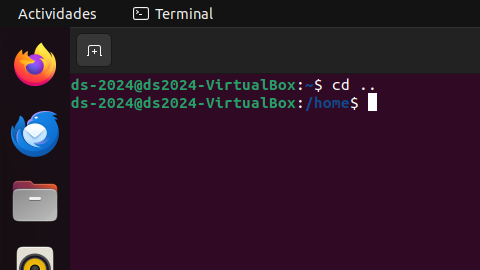 Actividades
Terminal
ds-2024@ds2024-VirtualBox:~$ cd ..
ds-2024@ds2024-VirtualBox:/home$